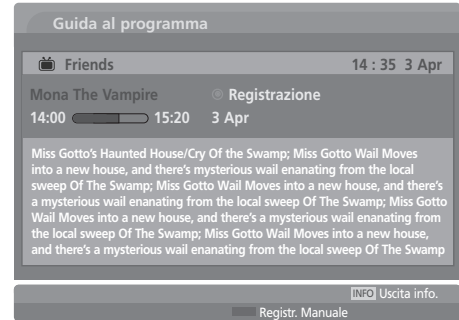 Guida al programma
Friends 14 : 35 3 Apr
Mona The Vampire Registrazione
14:00 15:20 3 Apr
Miss Gotto's Haunted House/Cry Of the Swamp; Miss Gotto Wail Moves
into a new house, and there's a mysterious wail enanating from the local
sweep Of The Swamp; Miss Gotto Wail Moves into a new house, and there's
a mysterious wail enanating from the local sweep Of The Swamp; Miss Gotto
Wail Moves into a new house, and there's a mysterious wail enanating from
the local sweep Of The Swamp; Miss Gotto Wail Moves into a new house,
and there's a mysterious wail enanating from the local sweep Of The Swamp
INFO Uscita info.
Registr. Manuale